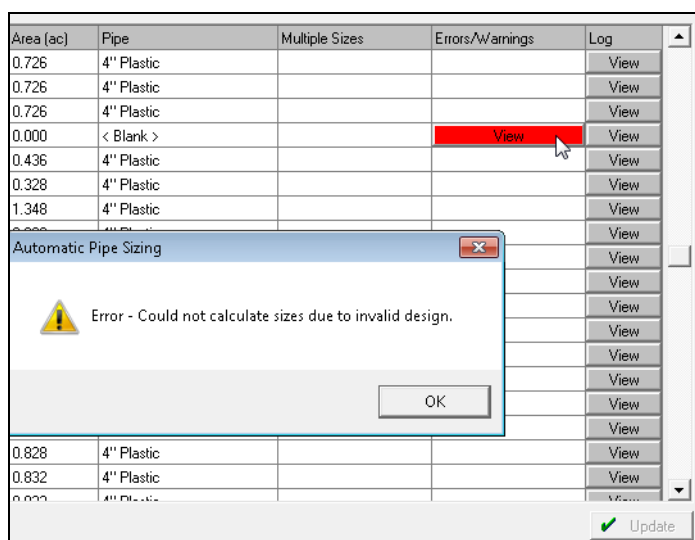 Area (ac) Pipe Multiple Sizes Errors/Warnings Log
0.726 4" Plastic View
0.726 4" Plastic View
0.726 4" Plastic View
0.000 < Blank > View View
0.436 4" Plastic View
0.328 4" Plastic View
1.348 4" Plastic View
View
Automatic Pipe Sizing View
View
Error - Could not calculate sizes due to invalid design. View
View
View
View
OK View
View
0.828 4" Plastic View
0.832 4" Plastic View
Update